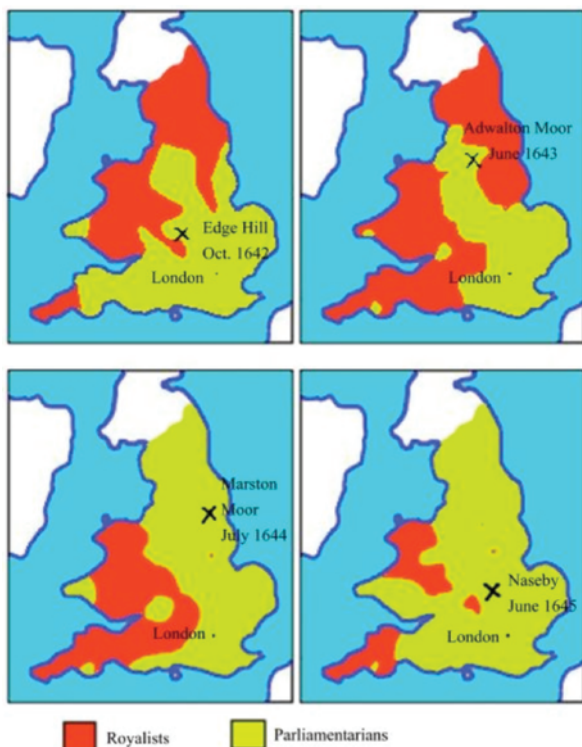 Edge Hill
Oct. 1642
London
Adwalton Moor
June 1643
London
Marston
Moor
July 1644
London
Naseby
June 1645
London
Royalists
Parliamentarians